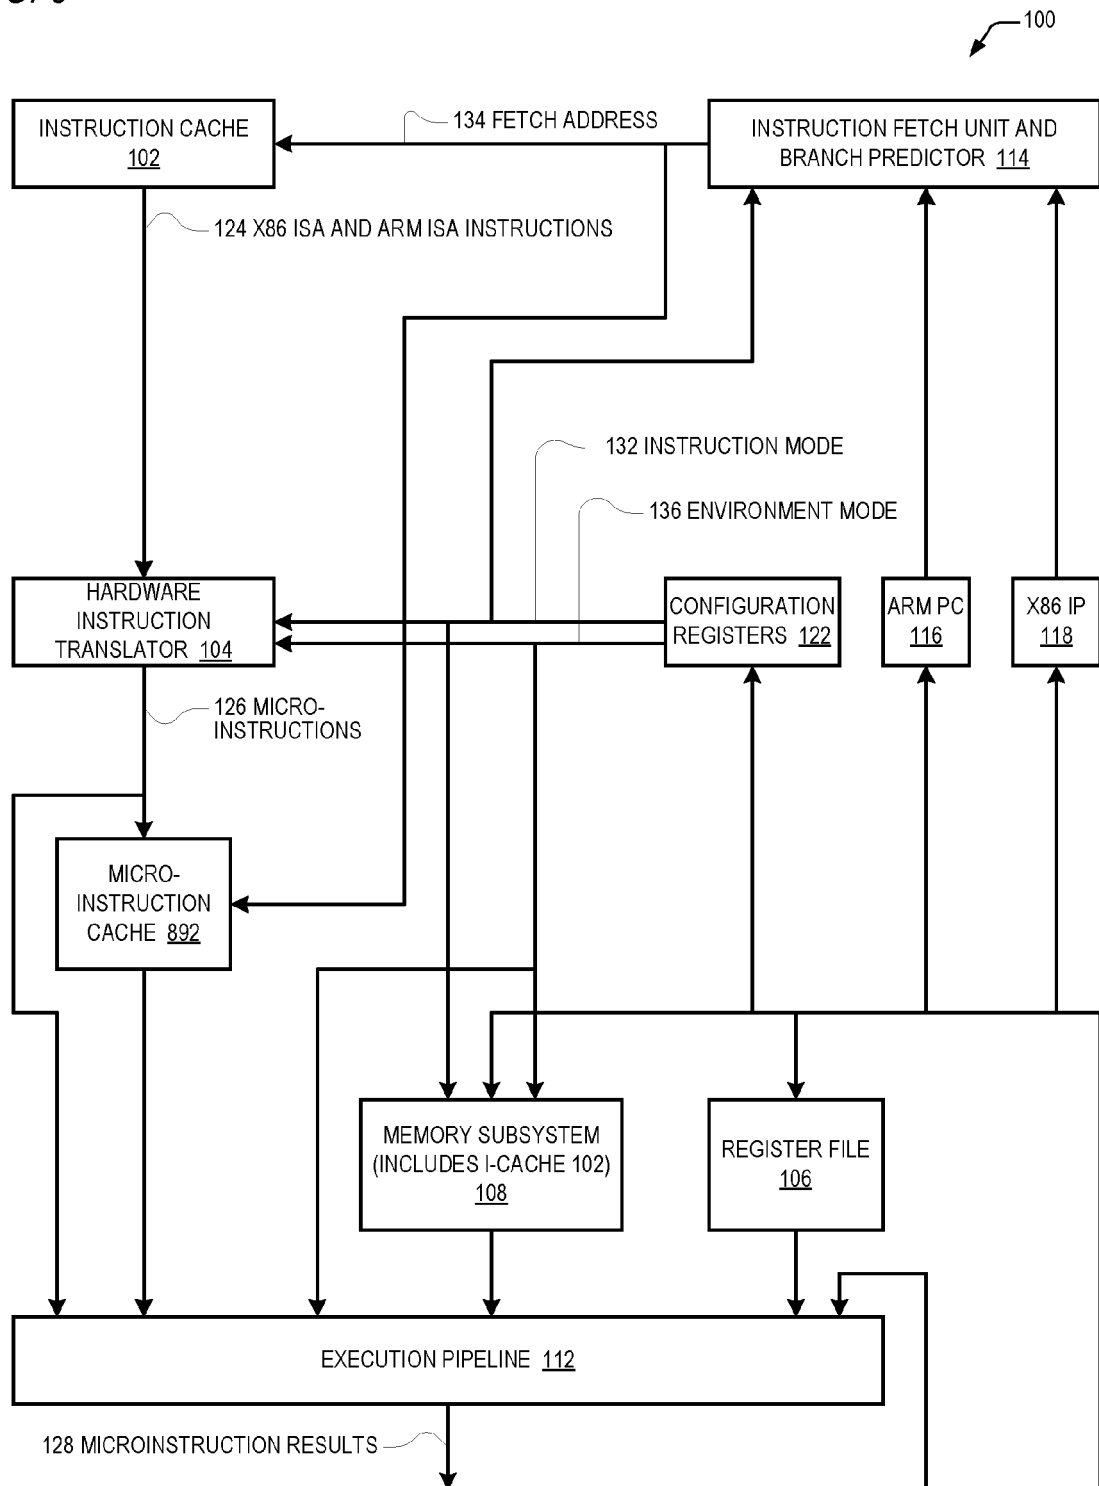 100
INSTRUCTION CACHE
102
134 FETCH ADDRESS
INSTRUCTION FETCH UNIT AND
BRANCH PREDICTOR 114
124 X86 ISA AND ARM ISA INSTRUCTIONS
132 INSTRUCTION MODE
136 ENVIRONMENT MODE
HARDWARE
INSTRUCTION
TRANSLATOR 104
CONFIGURATION
REGISTERS 122
ARM PC
116
X86 IP
118
126 MICRO-
INSTRUCTIONS
MICRO-
INSTRUCTION
CACHE 892
MEMORY SUBSYSTEM
(INCLUDES I-CACHE 102)
108
REGISTER FILE
106
EXECUTION PIPELINE 112
128 MICROINSTRUCTION RESULTS